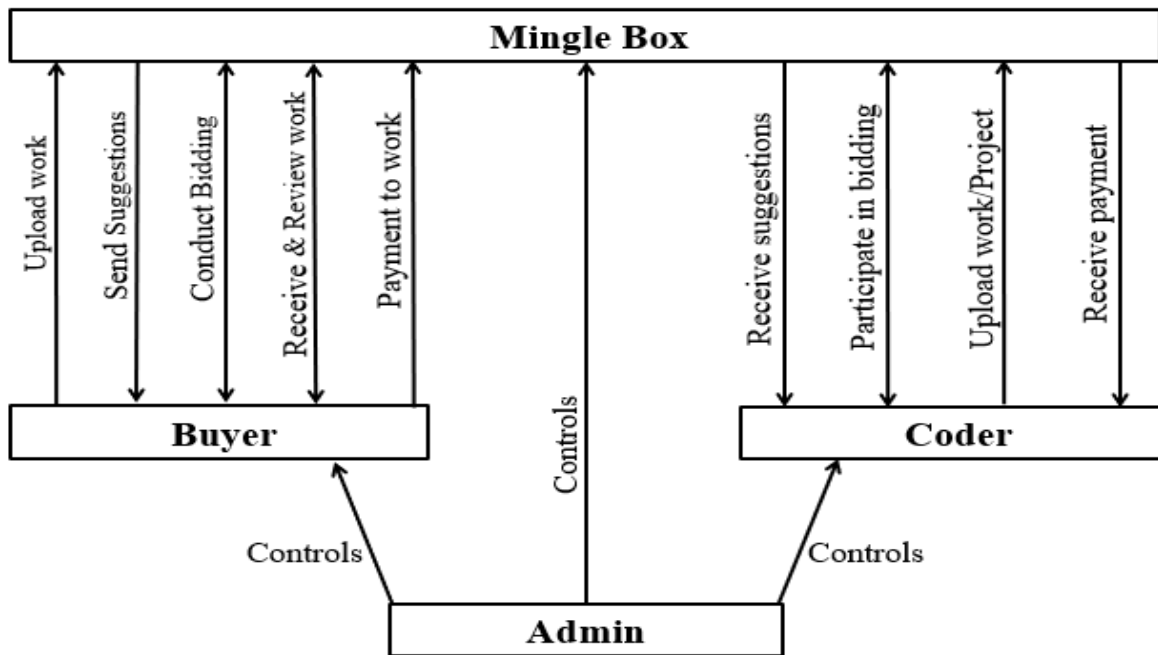 Mingle Box
Upload work
Send Suggestions
Conduct Bidding
Receive & Review work
Payment to work
Controls
Receive suggestions
Participate in bidding
Upload work/Project
Receive payment
Buyer
Coder
Controls
Controls
Admin